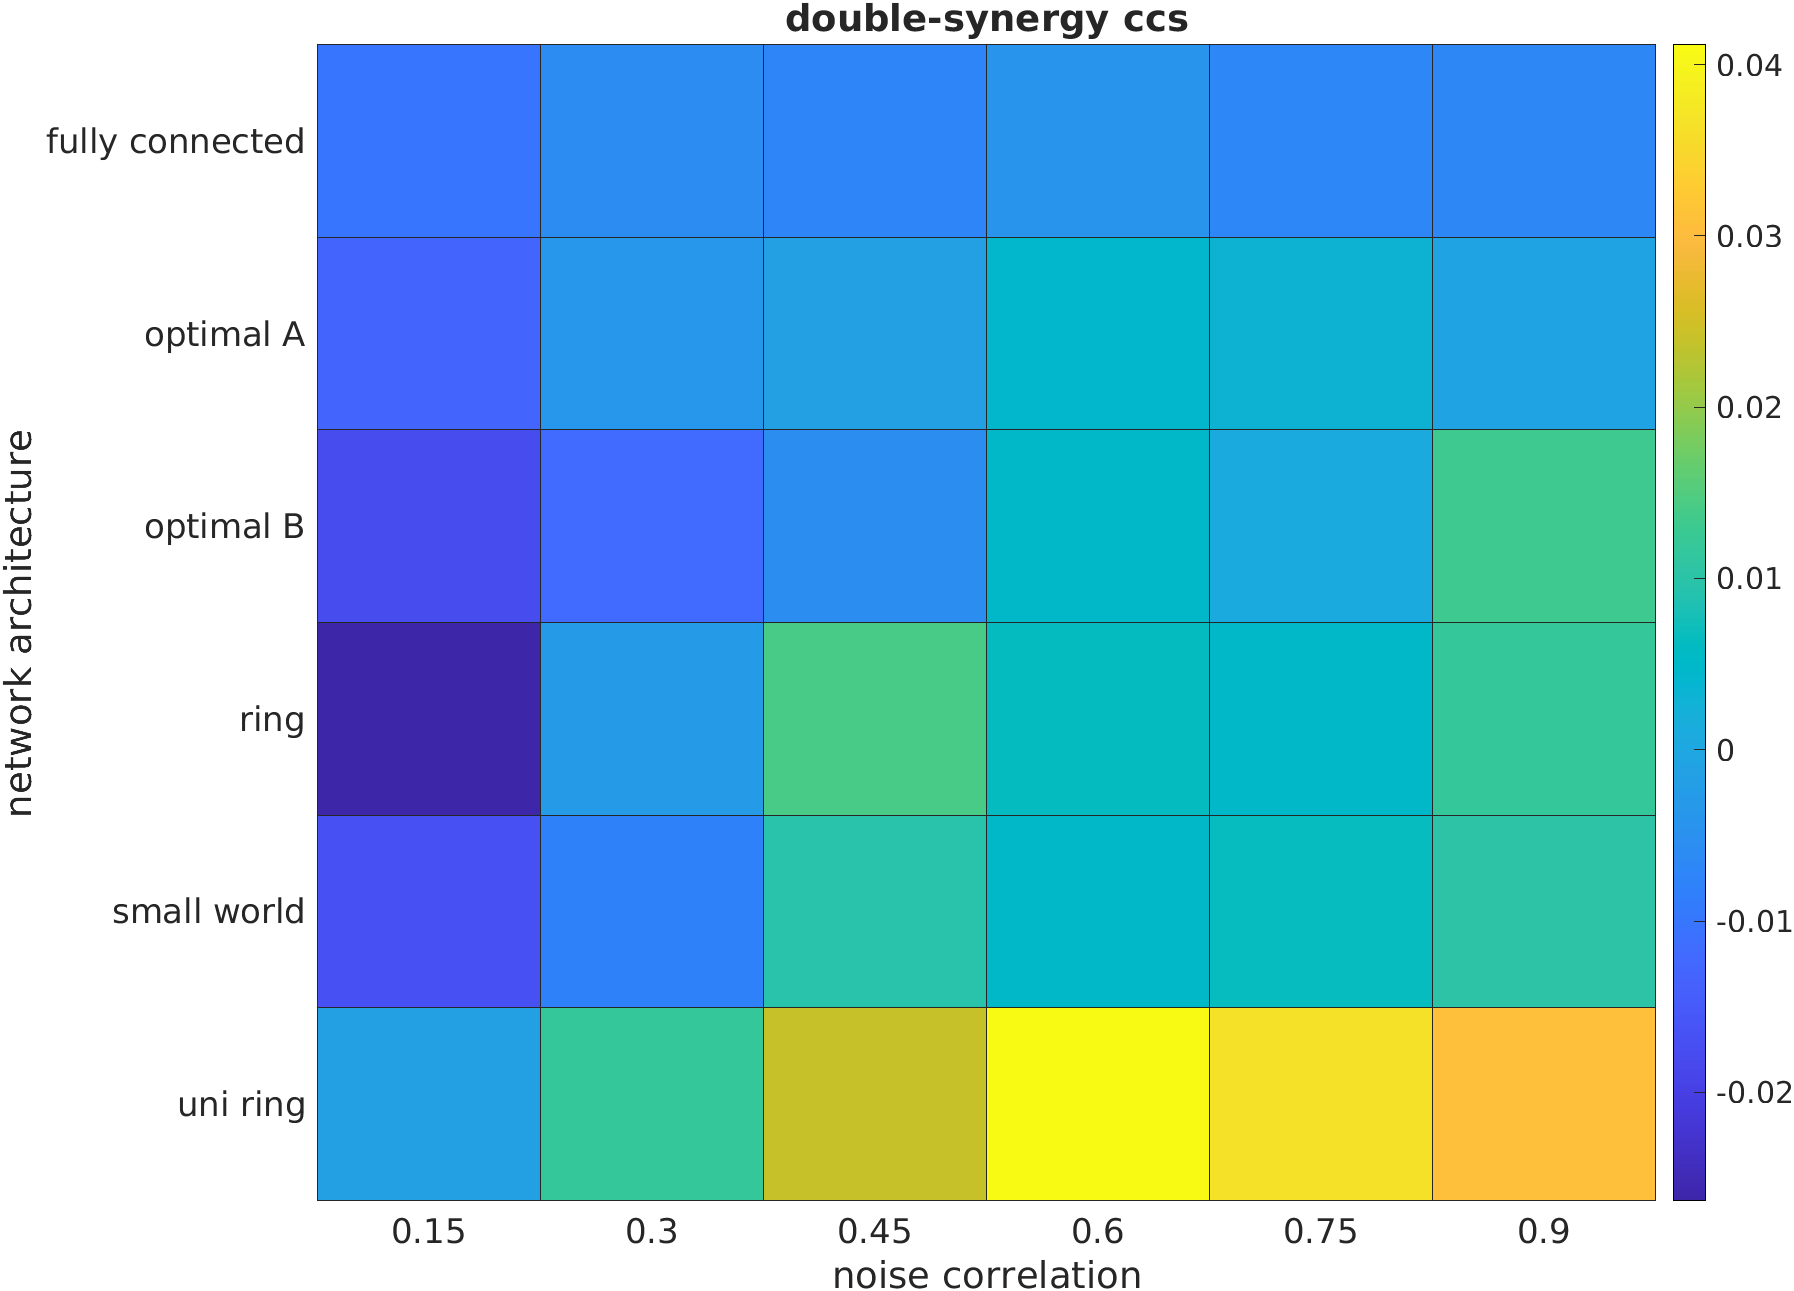 double-synergy ccs
network architecture
fully connected
optimal A
optimal B
ring
small world
uni ring
0.15 0.3 0.45 0.6 0.75 0.9
noise correlation
0.04
0.03
0.02
0.01
0
-0.01
-0.02